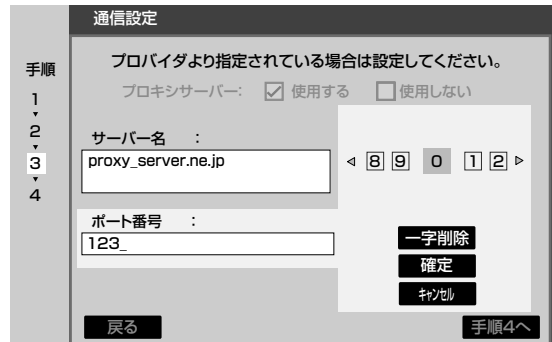 通信設定
手順
1
2
3
4
プロバイダより指定されている場合は設定してください。
プロキシサーバー: 使用する 使用しない
サーバー名 :
proxy_server.ne.jp
8 9 0 1 2
ポート番号 :
123_
一字削除
確定
キャンセル
戻る
手順4へ